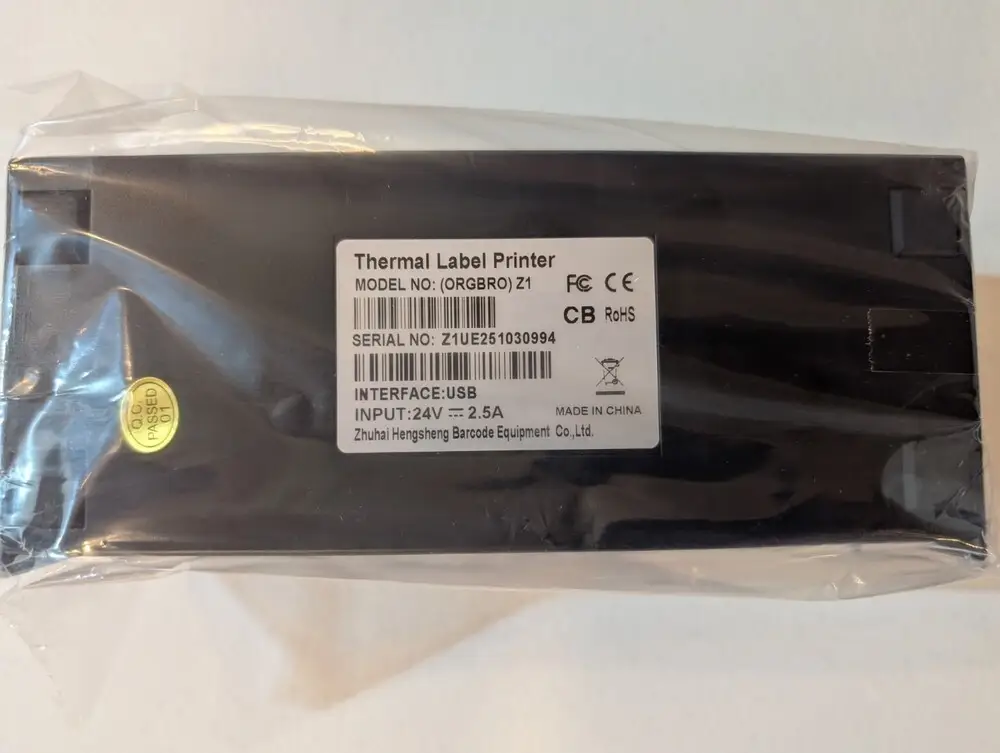 Thermal Label Printer
MODEL NO: (ORGBRO) Z1
FC CE
CB RoHS
SERIAL NO: Z1UE251030994
INTERFACE:USB
INPUT:24V ⎓ 2.5A
MADE IN CHINA
Zhuhai Hengsheng Barcode Equipment Co.,Ltd.
Q.C.
PASSED
01